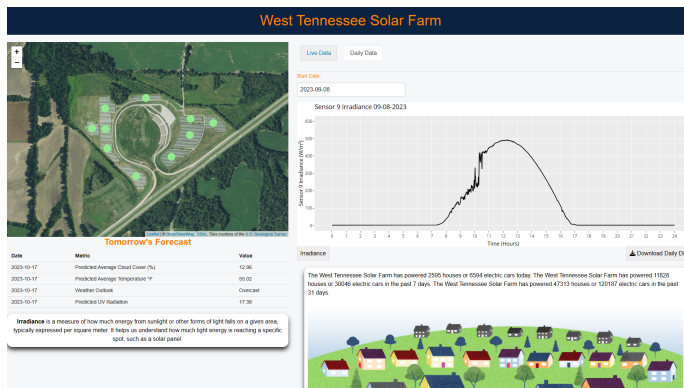 West Tennessee Solar Farm
+
−
Leaflet | © OpenStreetMap, USGS, Tiles courtesy of the U.S. Geological Survey
Tomorrow's Forecast
Date Metric Value
2023-10-17 Predicted Average Cloud Cover (%) 12.96
2023-10-17 Predicted Average Temperature °F 55.02
2023-10-17 Weather Outlook Overcast
2023-10-17 Predicted UV Radiation 17.38
Irradiance is a measure of how much energy from sunlight or other forms of light falls on a given area,
typically expressed per square meter. It helps us understand how much light energy is reaching a specific
spot, such as a solar panel.
Live Data Daily Data
Start Date:
2023-09-08
Sensor 9 Irradiance 09-08-2023
Sensor 9 Irradiance (W/m²)
600
500
400
300
200
100
0
0 1 2 3 4 5 6 7 8 9 10 11 12 13 14 15 16 17 18 19 20 21 22 23 24
Time (Hours)
Irradiance
Download Daily Da
The West Tennessee Solar Farm has powered 2595 houses or 6594 electric cars today. The West Tennessee Solar Farm has powered 11828
houses or 30046 electric cars in the past 7 days. The West Tennessee Solar Farm has powered 47313 houses or 120187 electric cars in the past
31 days.